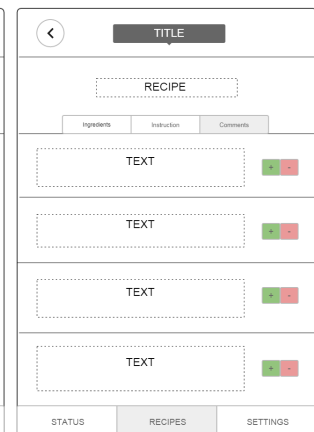 TITLE
RECIPE
Ingredients Instruction Comments
TEXT
+ -
TEXT
+ -
TEXT
+ -
TEXT
+ -
STATUS RECIPES SETTINGS